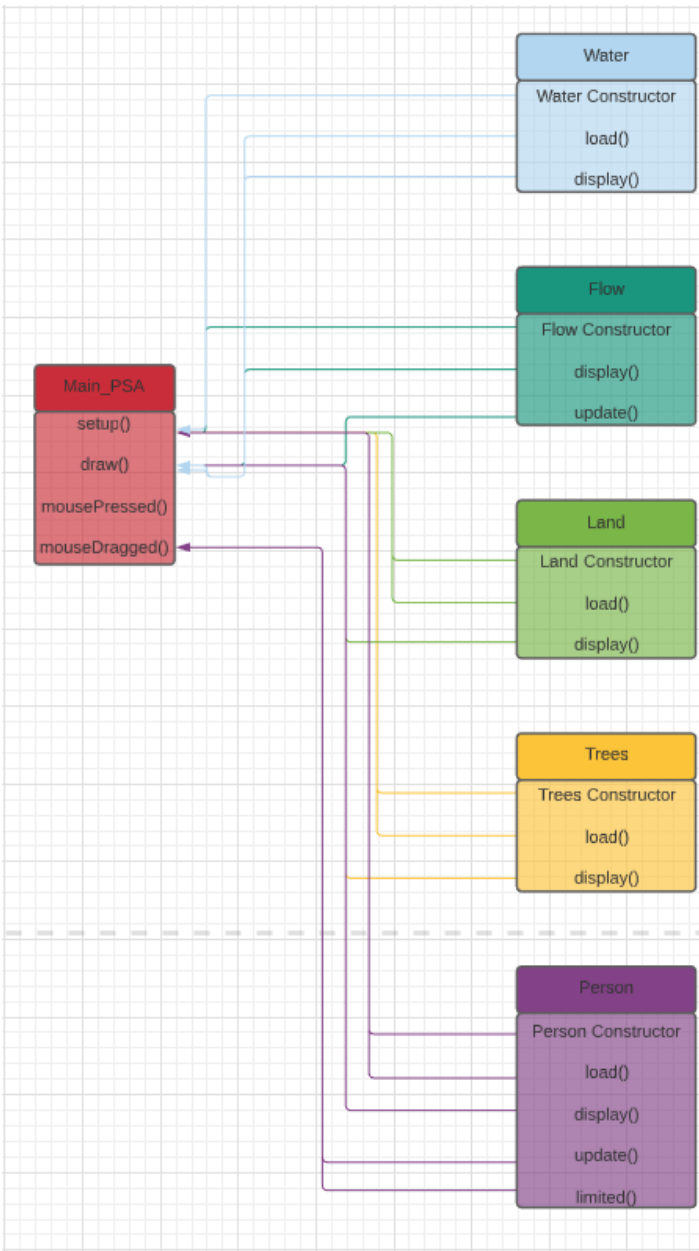 Water
Water Constructor
load()
display()
Flow
Flow Constructor
display()
update()
Main_PSA
setup()
draw()
mousePressed()
mouseDragged()
Land
Land Constructor
load()
display()
Trees
Trees Constructor
load()
display()
Person
Person Constructor
load()
display()
update()
limited()